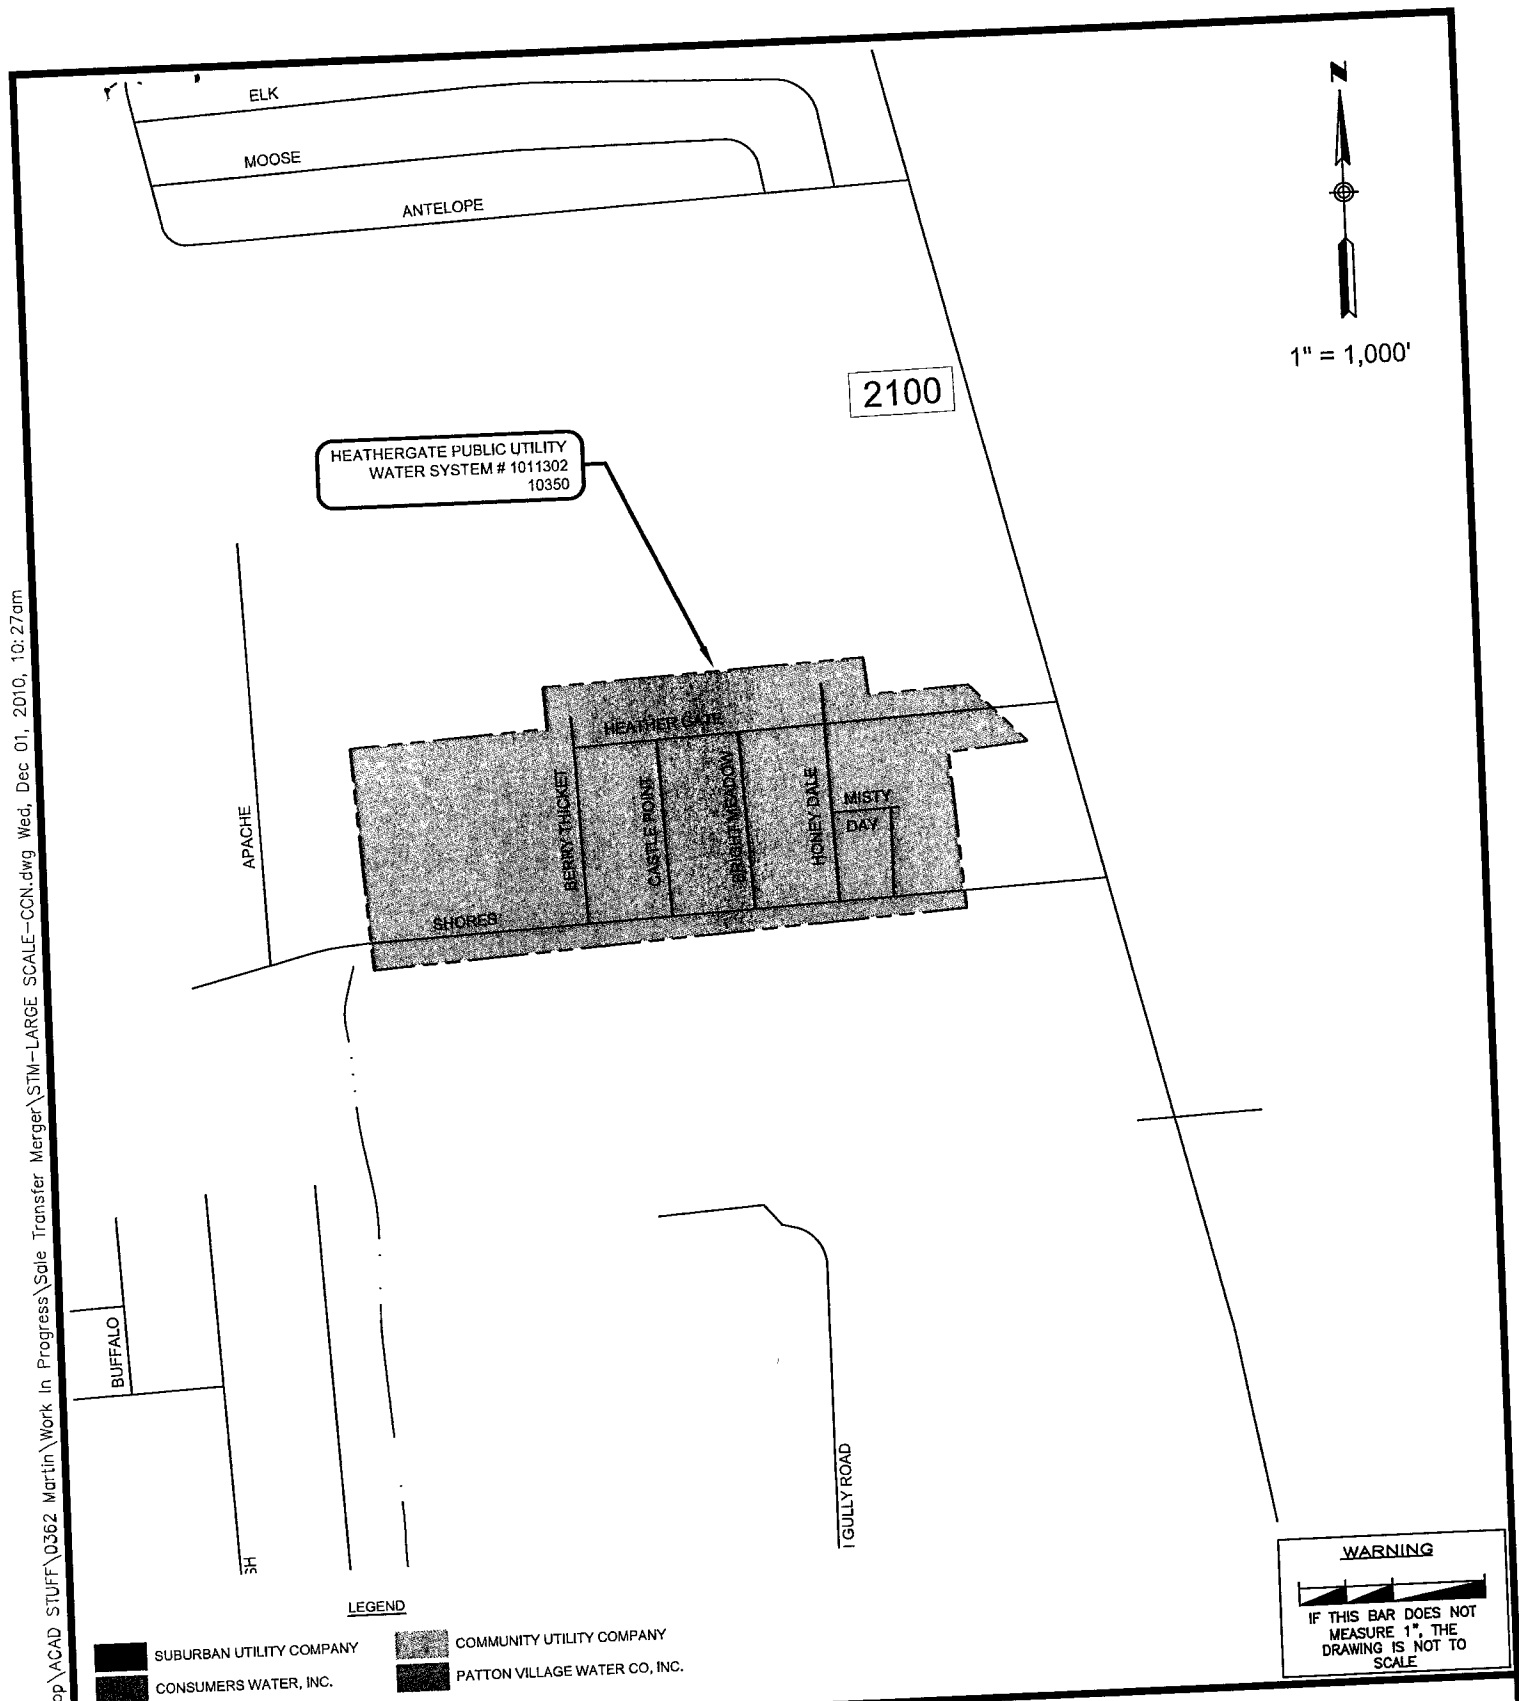 ELK
MOOSE
ANTELOPE
N
1" = 1,000'
2100
HEATHERGATE PUBLIC UTILITY
WATER SYSTEM # 1011302
10350
APACHE
HEATHER GATE
BERRY THICKET
CASTLE POINT
BRIGHT MEADOW
HONEY DALE
MISTY
DAY
SHORES
BUFFALO
GULLY ROAD
\ACAD STUFF\0362 Martin\Work In Progress\Sale Transfer Merger\STM-LARGE SCALE-CCN.dwg Wed, Dec 01, 2010, 10:27am
LEGEND
SUBURBAN UTILITY COMPANY
CONSUMERS WATER, INC.
COMMUNITY UTILITY COMPANY
PATTON VILLAGE WATER CO, INC.
WARNING
IF THIS BAR DOES NOT
MEASURE 1", THE
DRAWING IS NOT TO
SCALE